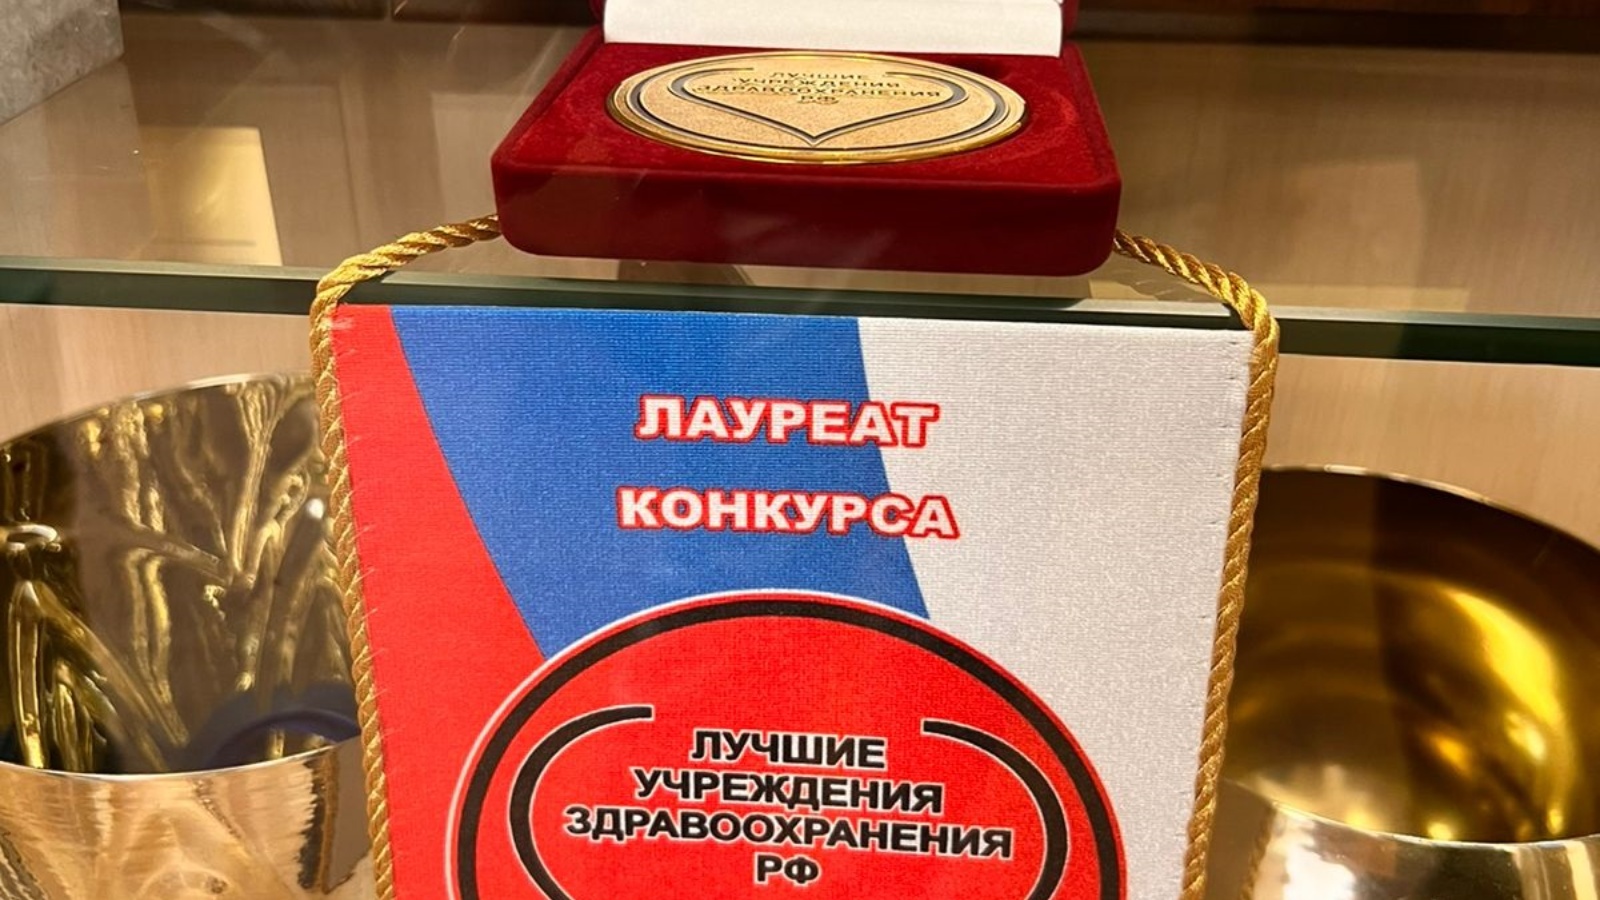 ЛУЧШИЕ
УЧРЕЖДЕНИЯ
ЗДРАВООХРАНЕНИЯ
РФ
ЛАУРЕАТ
КОНКУРСА
ЛУЧШИЕ
УЧРЕЖДЕНИЯ
ЗДРАВООХРАНЕНИЯ
РФ